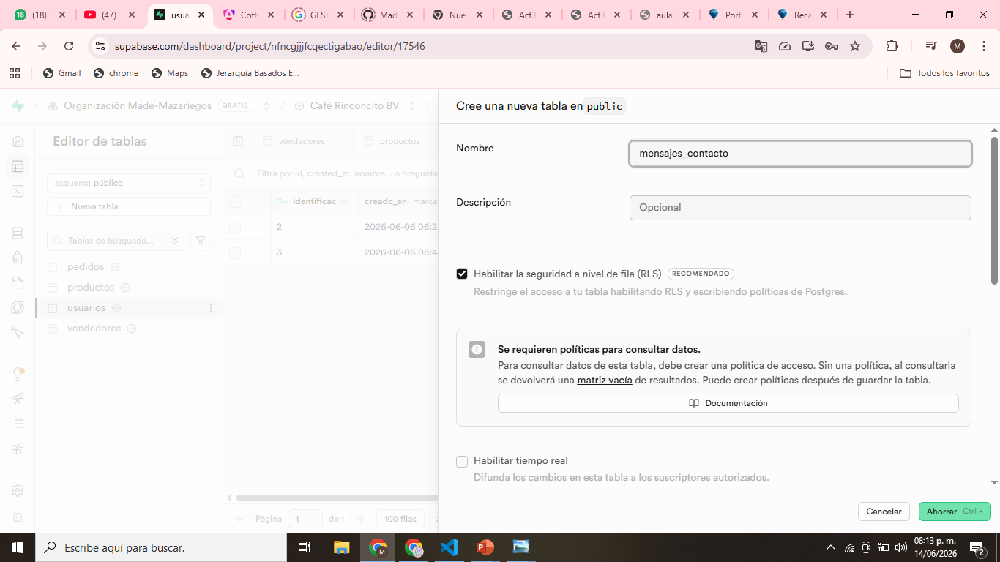 18 (18)
(47)
usua
Coffe
GEST
Mad
Nuev
Act3
Act3
aula
Porta
Reca
supabase.com/dashboard/project/nfncgjjjfcqectigabao/editor/17546
M
Gmail
chrome
Maps
Jerarquía Basados E...
Todos los favoritos
Organización Made-Mazariegos GRATIS
Café Rinconcito BV
Cree una nueva tabla en public
Editor de tablas
vendedores
productos
Nombre
mensajes_contacto
esquema público
Filtra por id, created_at, nombre... o pregunta
Nueva tabla
identificac
creado_en marca
Descripción
Opcional
2
2026-06-06 06:2
Tablas de búsqueda...
3
2026-06-06 06:4
pedidos
productos
usuarios
vendedores
Habilitar la seguridad a nivel de fila (RLS) RECOMENDADO
Restringe el acceso a tu tabla habilitando RLS y escribiendo políticas de Postgres.
Se requieren políticas para consultar datos.
Para consultar datos de esta tabla, debe crear una política de acceso. Sin una política, al consultarla
se devolverá una matriz vacía de resultados. Puede crear políticas después de guardar la tabla.
Documentación
Habilitar tiempo real
Difunda los cambios en esta tabla a los suscriptores autorizados.
Página 1 de 1
100 filas
Cancelar
Ahorrar Ctrl
Escribe aquí para buscar.
08:13 p. m.
14/06/2026
2